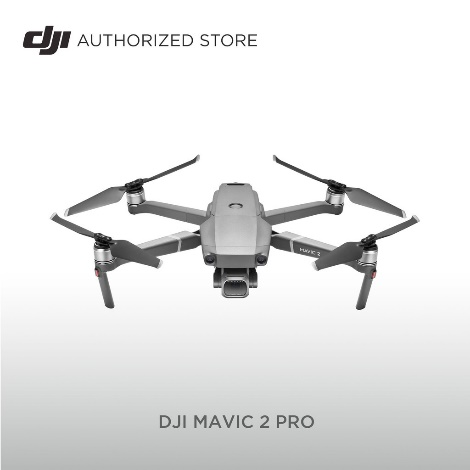 dji AUTHORIZED STORE
MAVIC 2
DJI MAVIC 2 PRO